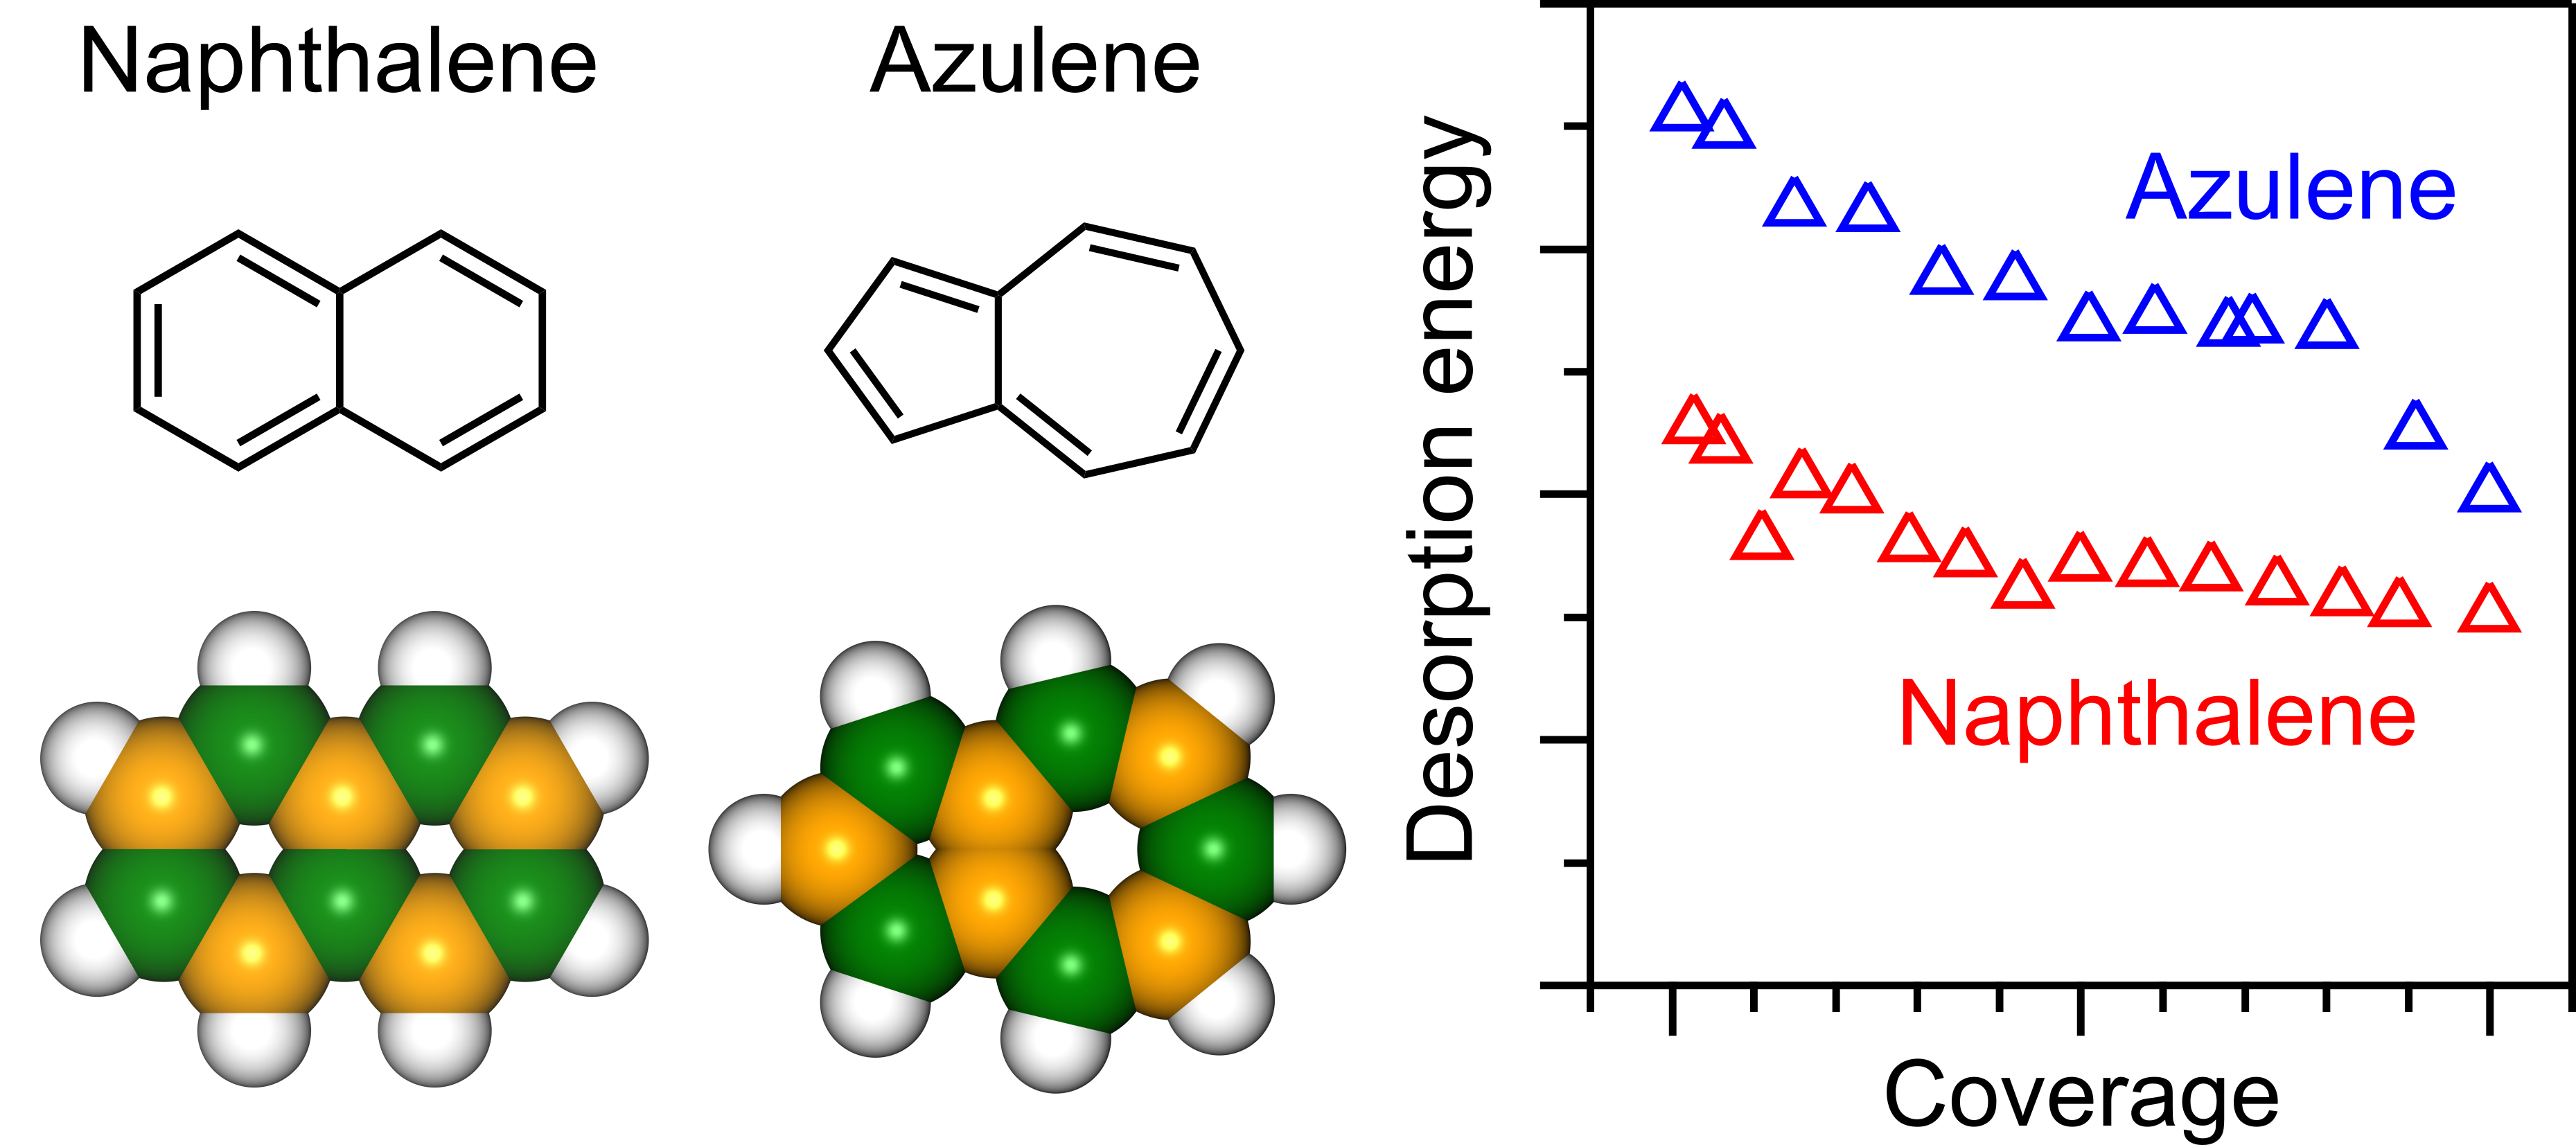 Naphthalene
Azulene
Desorption energy
Azulene
Naphthalene
Coverage